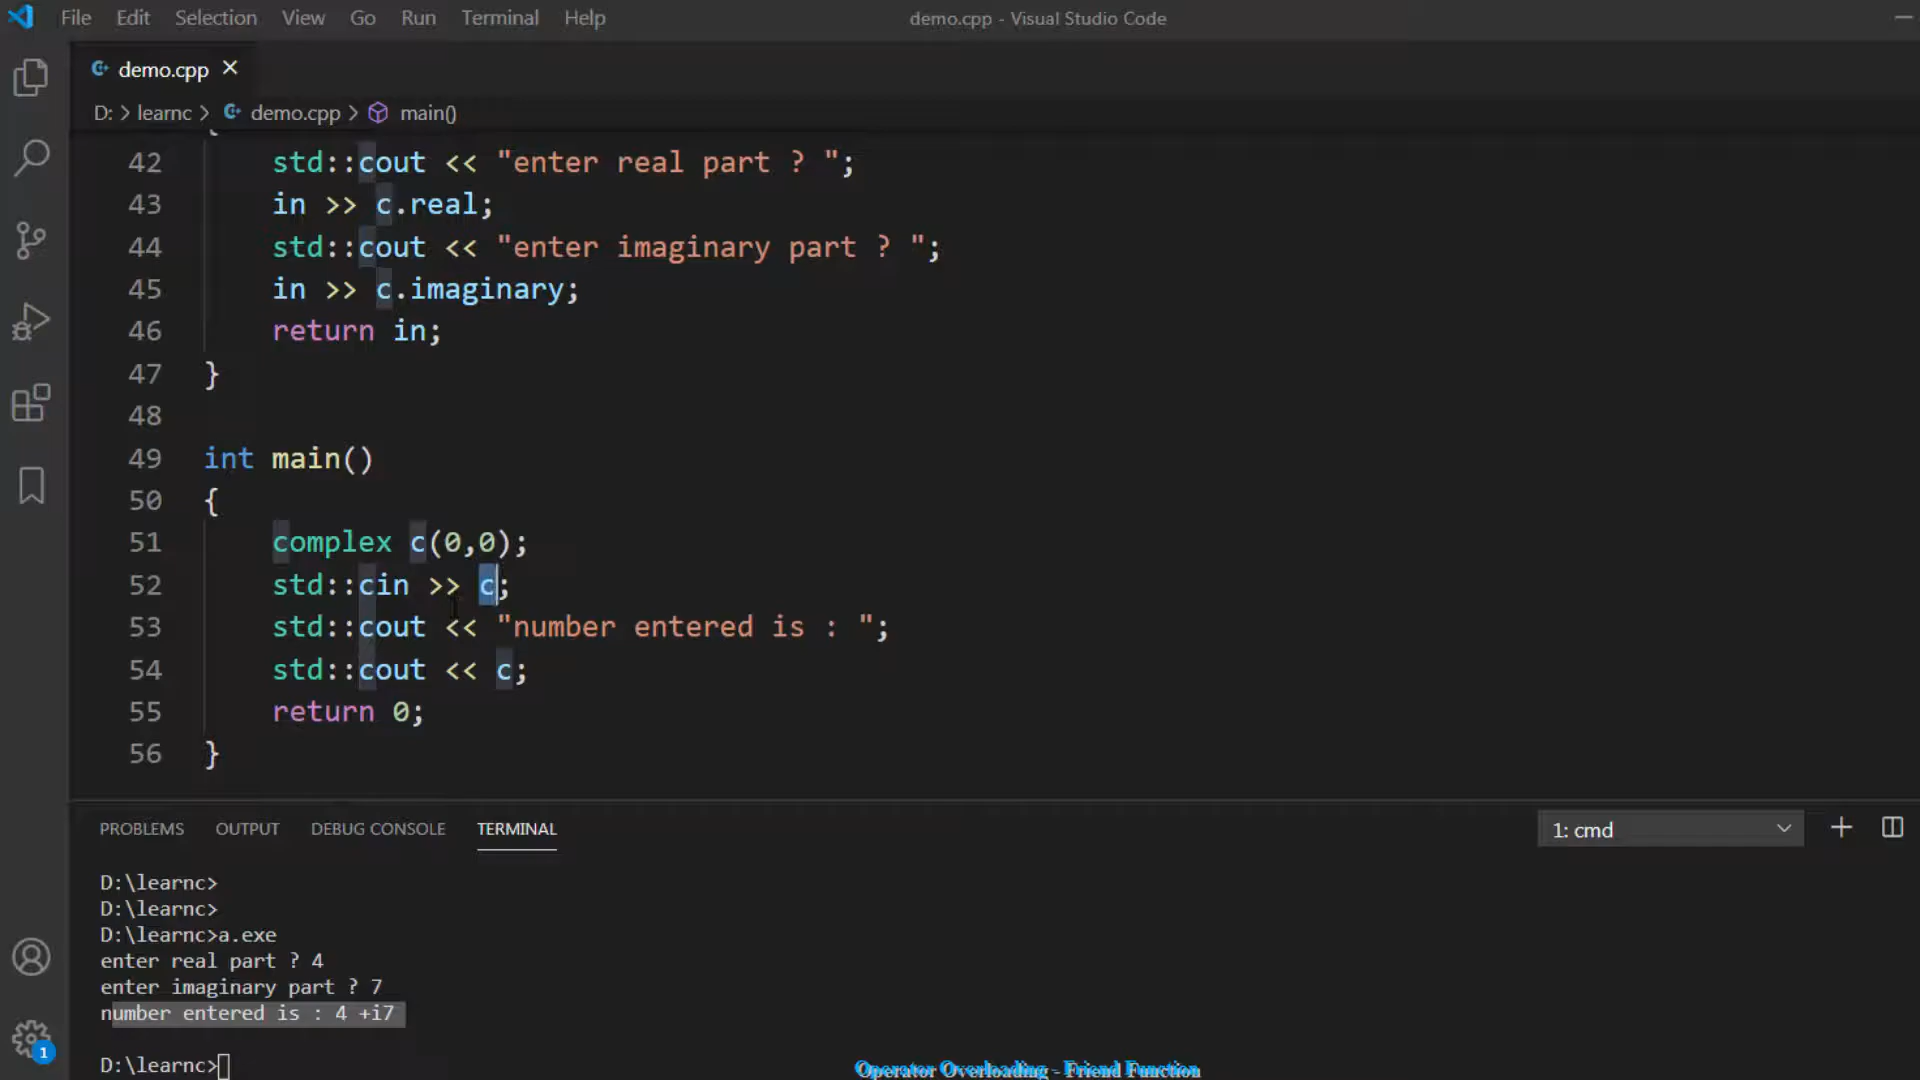 File Edit Selection View Go Run Terminal Help demo.cpp - Visual Studio Code
demo.cpp
D: > learnc > demo.cpp > main()
42 std::cout << "enter real part ? ";
43 in >> c.real;
44 std::cout << "enter imaginary part ? ";
45 in >> c.imaginary;
46 return in;
47 }
48
49 int main()
50 {
51 complex c(0,0);
52 std::cin >> c;
53 std::cout << "number entered is : ";
54 std::cout << c;
55 return 0;
56 }
PROBLEMS OUTPUT DEBUG CONSOLE TERMINAL 1: cmd
D:\learnc>
D:\learnc>
D:\learnc>a.exe
enter real part ? 4
enter imaginary part ? 7
number entered is : 4 +i7
1
D:\learnc>
Operator Overloading - Friend Function